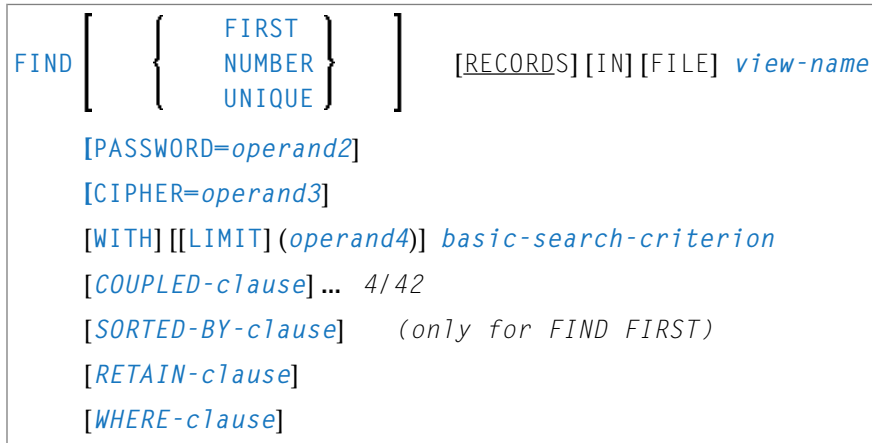 FIRST
FIND [ { NUMBER } ] [RECORDS] [IN] [FILE] view-name
UNIQUE
[PASSWORD=operand2]
[CIPHER=operand3]
[WITH] [[LIMIT] (operand4)] basic-search-criterion
[COUPLED-clause] ... 4/42
[SORTED-BY-clause] (only for FIND FIRST)
[RETAIN-clause]
[WHERE-clause]